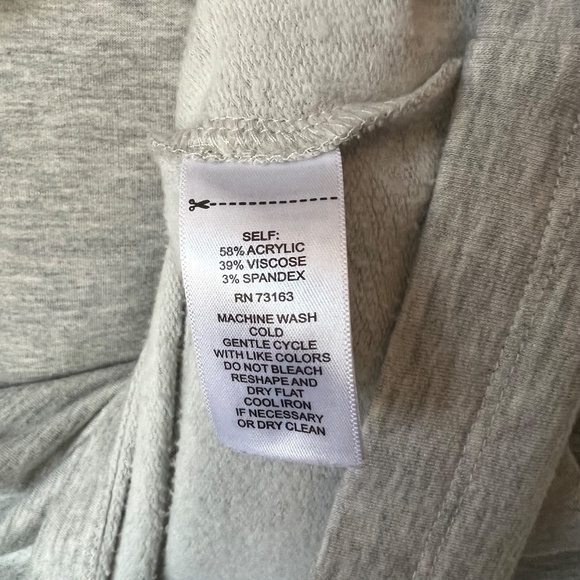 SELF:
58% ACRYLIC
39% VISCOSE
3% SPANDEX
RN 73163
MACHINE WASH
COLD
GENTLE CYCLE
WITH LIKE COLORS
DO NOT BLEACH
RESHAPE AND
DRY FLAT
COOL IRON
IF NECESSARY
OR DRY CLEAN